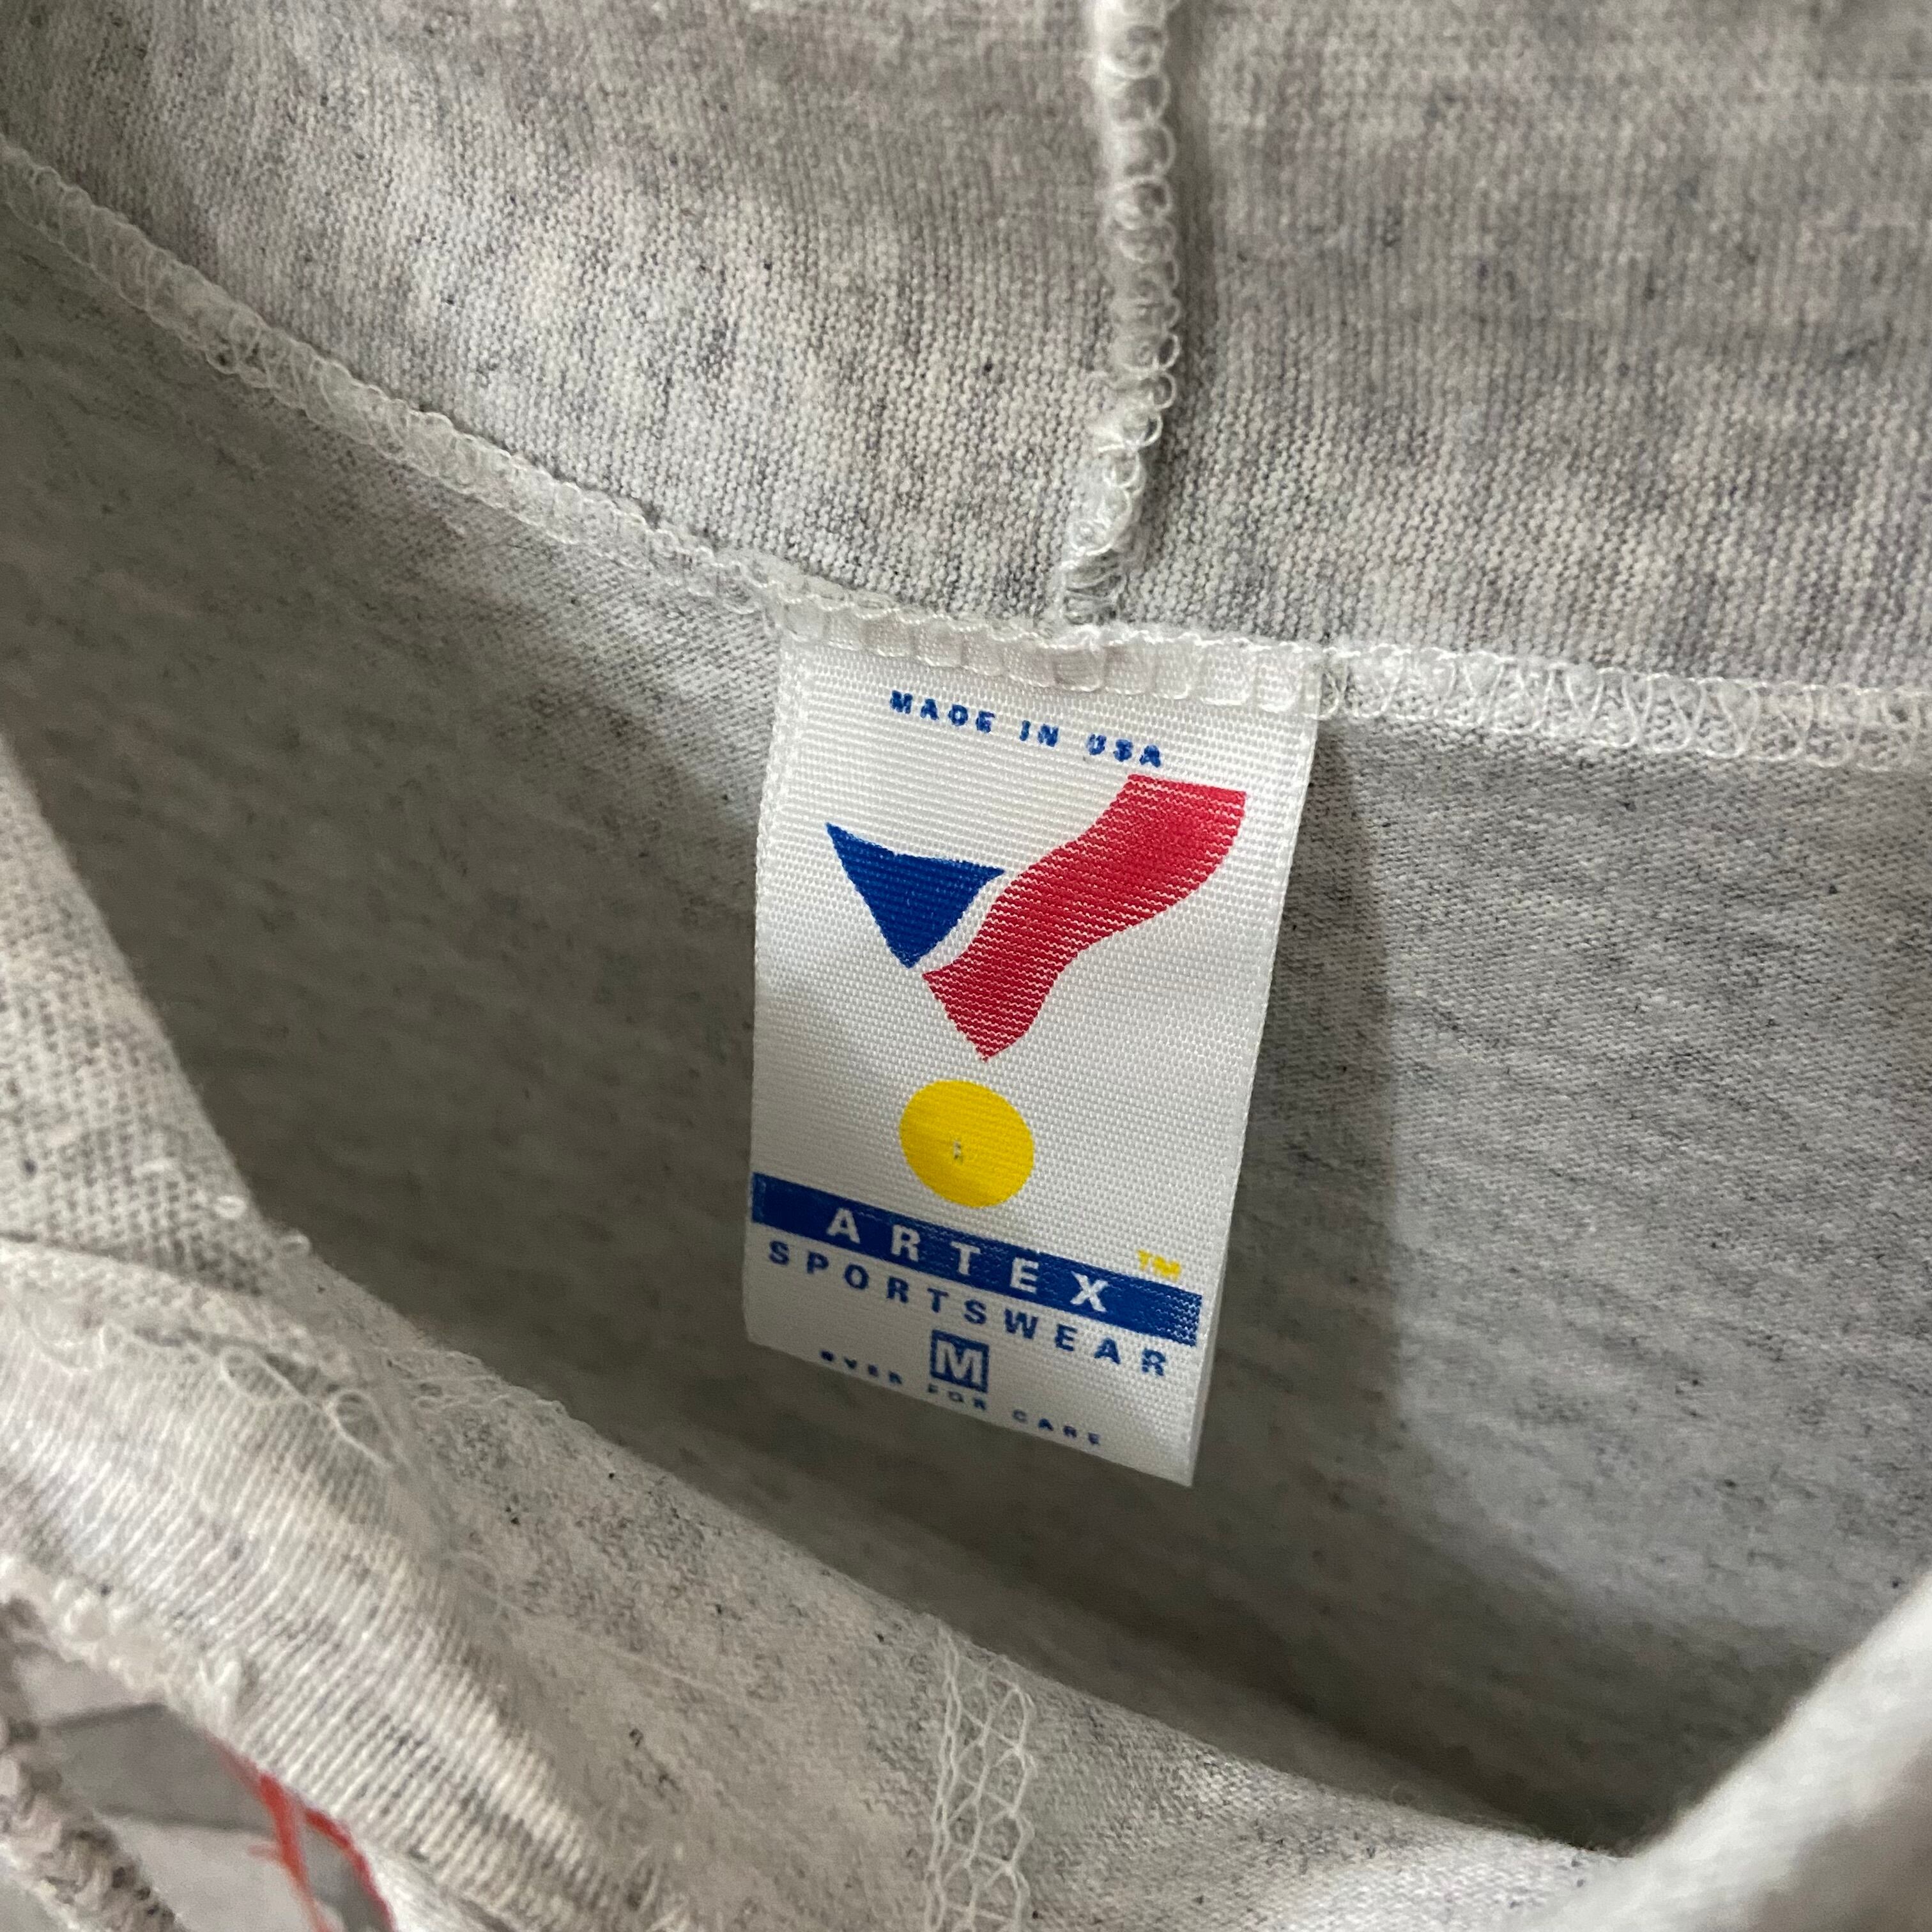 MADE IN USA
ARTEX ™
SPORTSWEAR
M
OVER FOR CARE